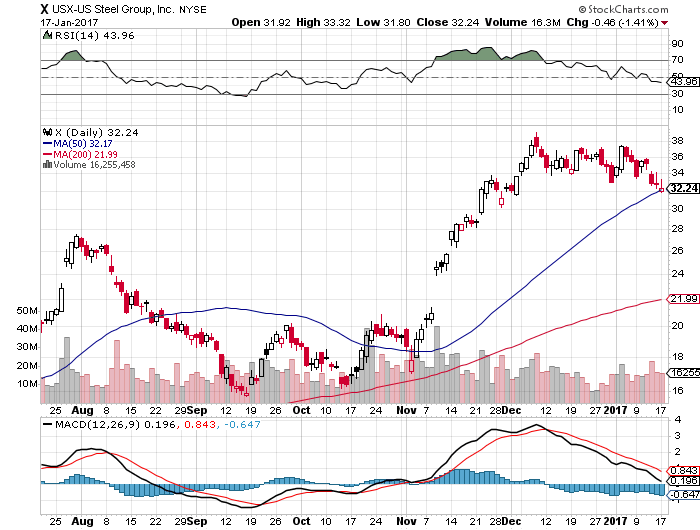 X USX-US Steel Group, Inc. NYSE © StockCharts.com
17-Jan-2017 Open 31.92 High 33.32 Low 31.80 Close 32.24 Volume 16.3M Chg -0.46 (-1.41%)
RSI(14) 43.96
90
70
50
43.96
30
10
X (Daily) 32.24
MA(50) 32.17
MA(200) 21.99
Volume 16,255,458
38
36
34
32.24
30
28
26
24
21.99
20
18
16255
16
50M
40M
30M
20M
10M
25 Aug 8 15 22 29 Sep 12 19 26 Oct 10 17 24 Nov 7 14 21 28 Dec 12 19 27 2017 9 17
MACD(12,26,9) 0.196, 0.843, -0.647
4
3
2
1
0.843
0.196
-0.647
-1
25 Aug 8 15 22 29 Sep 12 19 26 Oct 10 17 24 Nov 7 14 21 28 Dec 12 19 27 2017 9 17